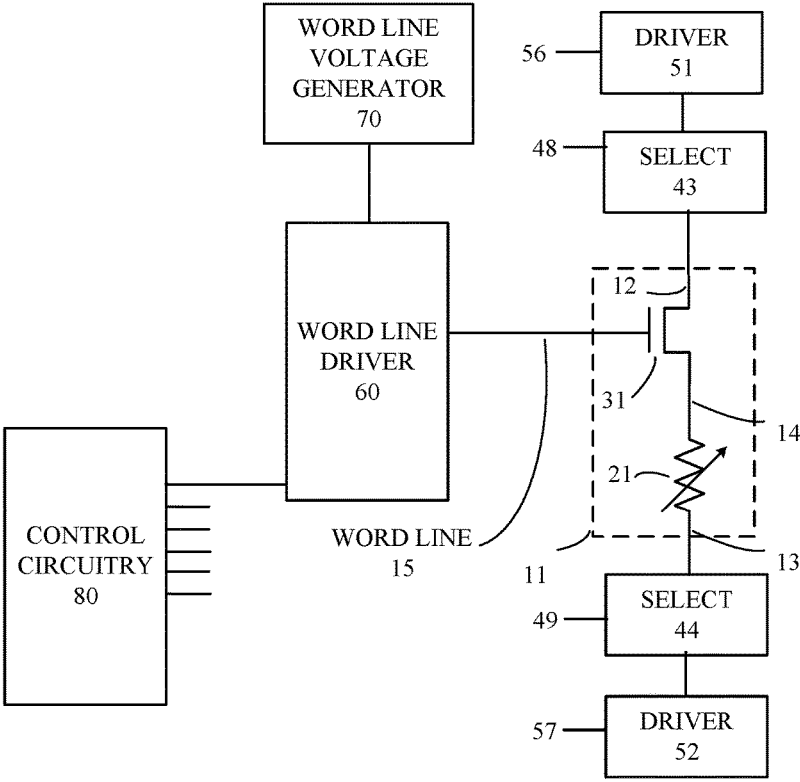 WORD LINE
VOLTAGE
GENERATOR
70
56
DRIVER
51
48
SELECT
43
12
WORD LINE
DRIVER
60
31
14
21
CONTROL
CIRCUITRY
80
WORD LINE
15
11
13
49
SELECT
44
57
DRIVER
52